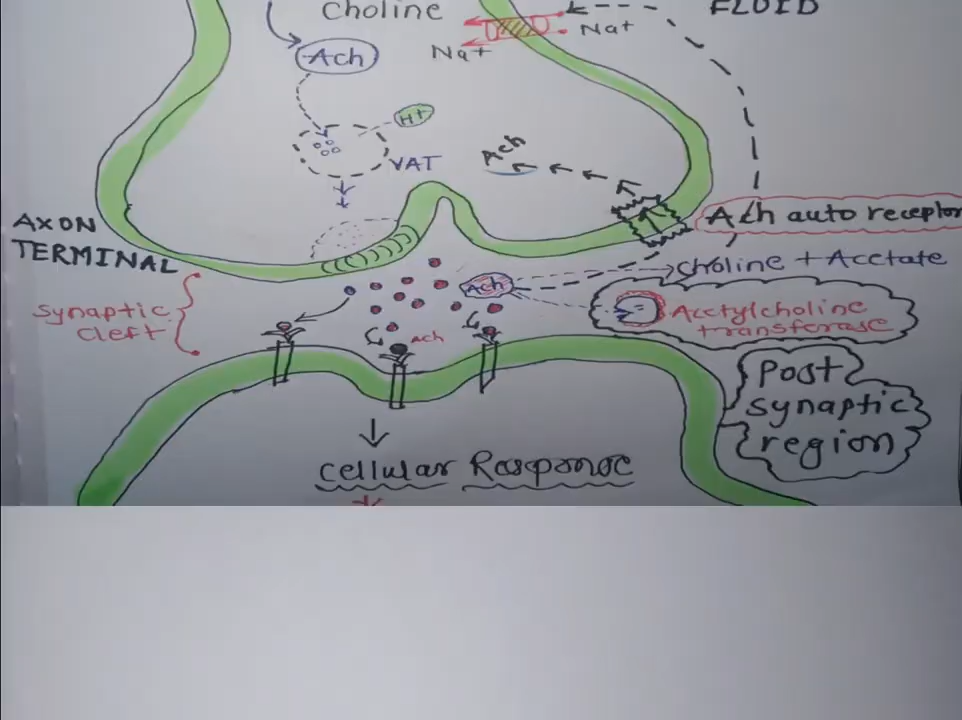 Choline
FLUID
Na+
Na+
Ach
H+
VAT
Ach
AXON
TERMINAL
Ach auto receptor
Choline + Acetate
Ach
Synaptic
cleft
Acetylcholine
transferase
Ach
Post
synaptic
region
Cellular Response